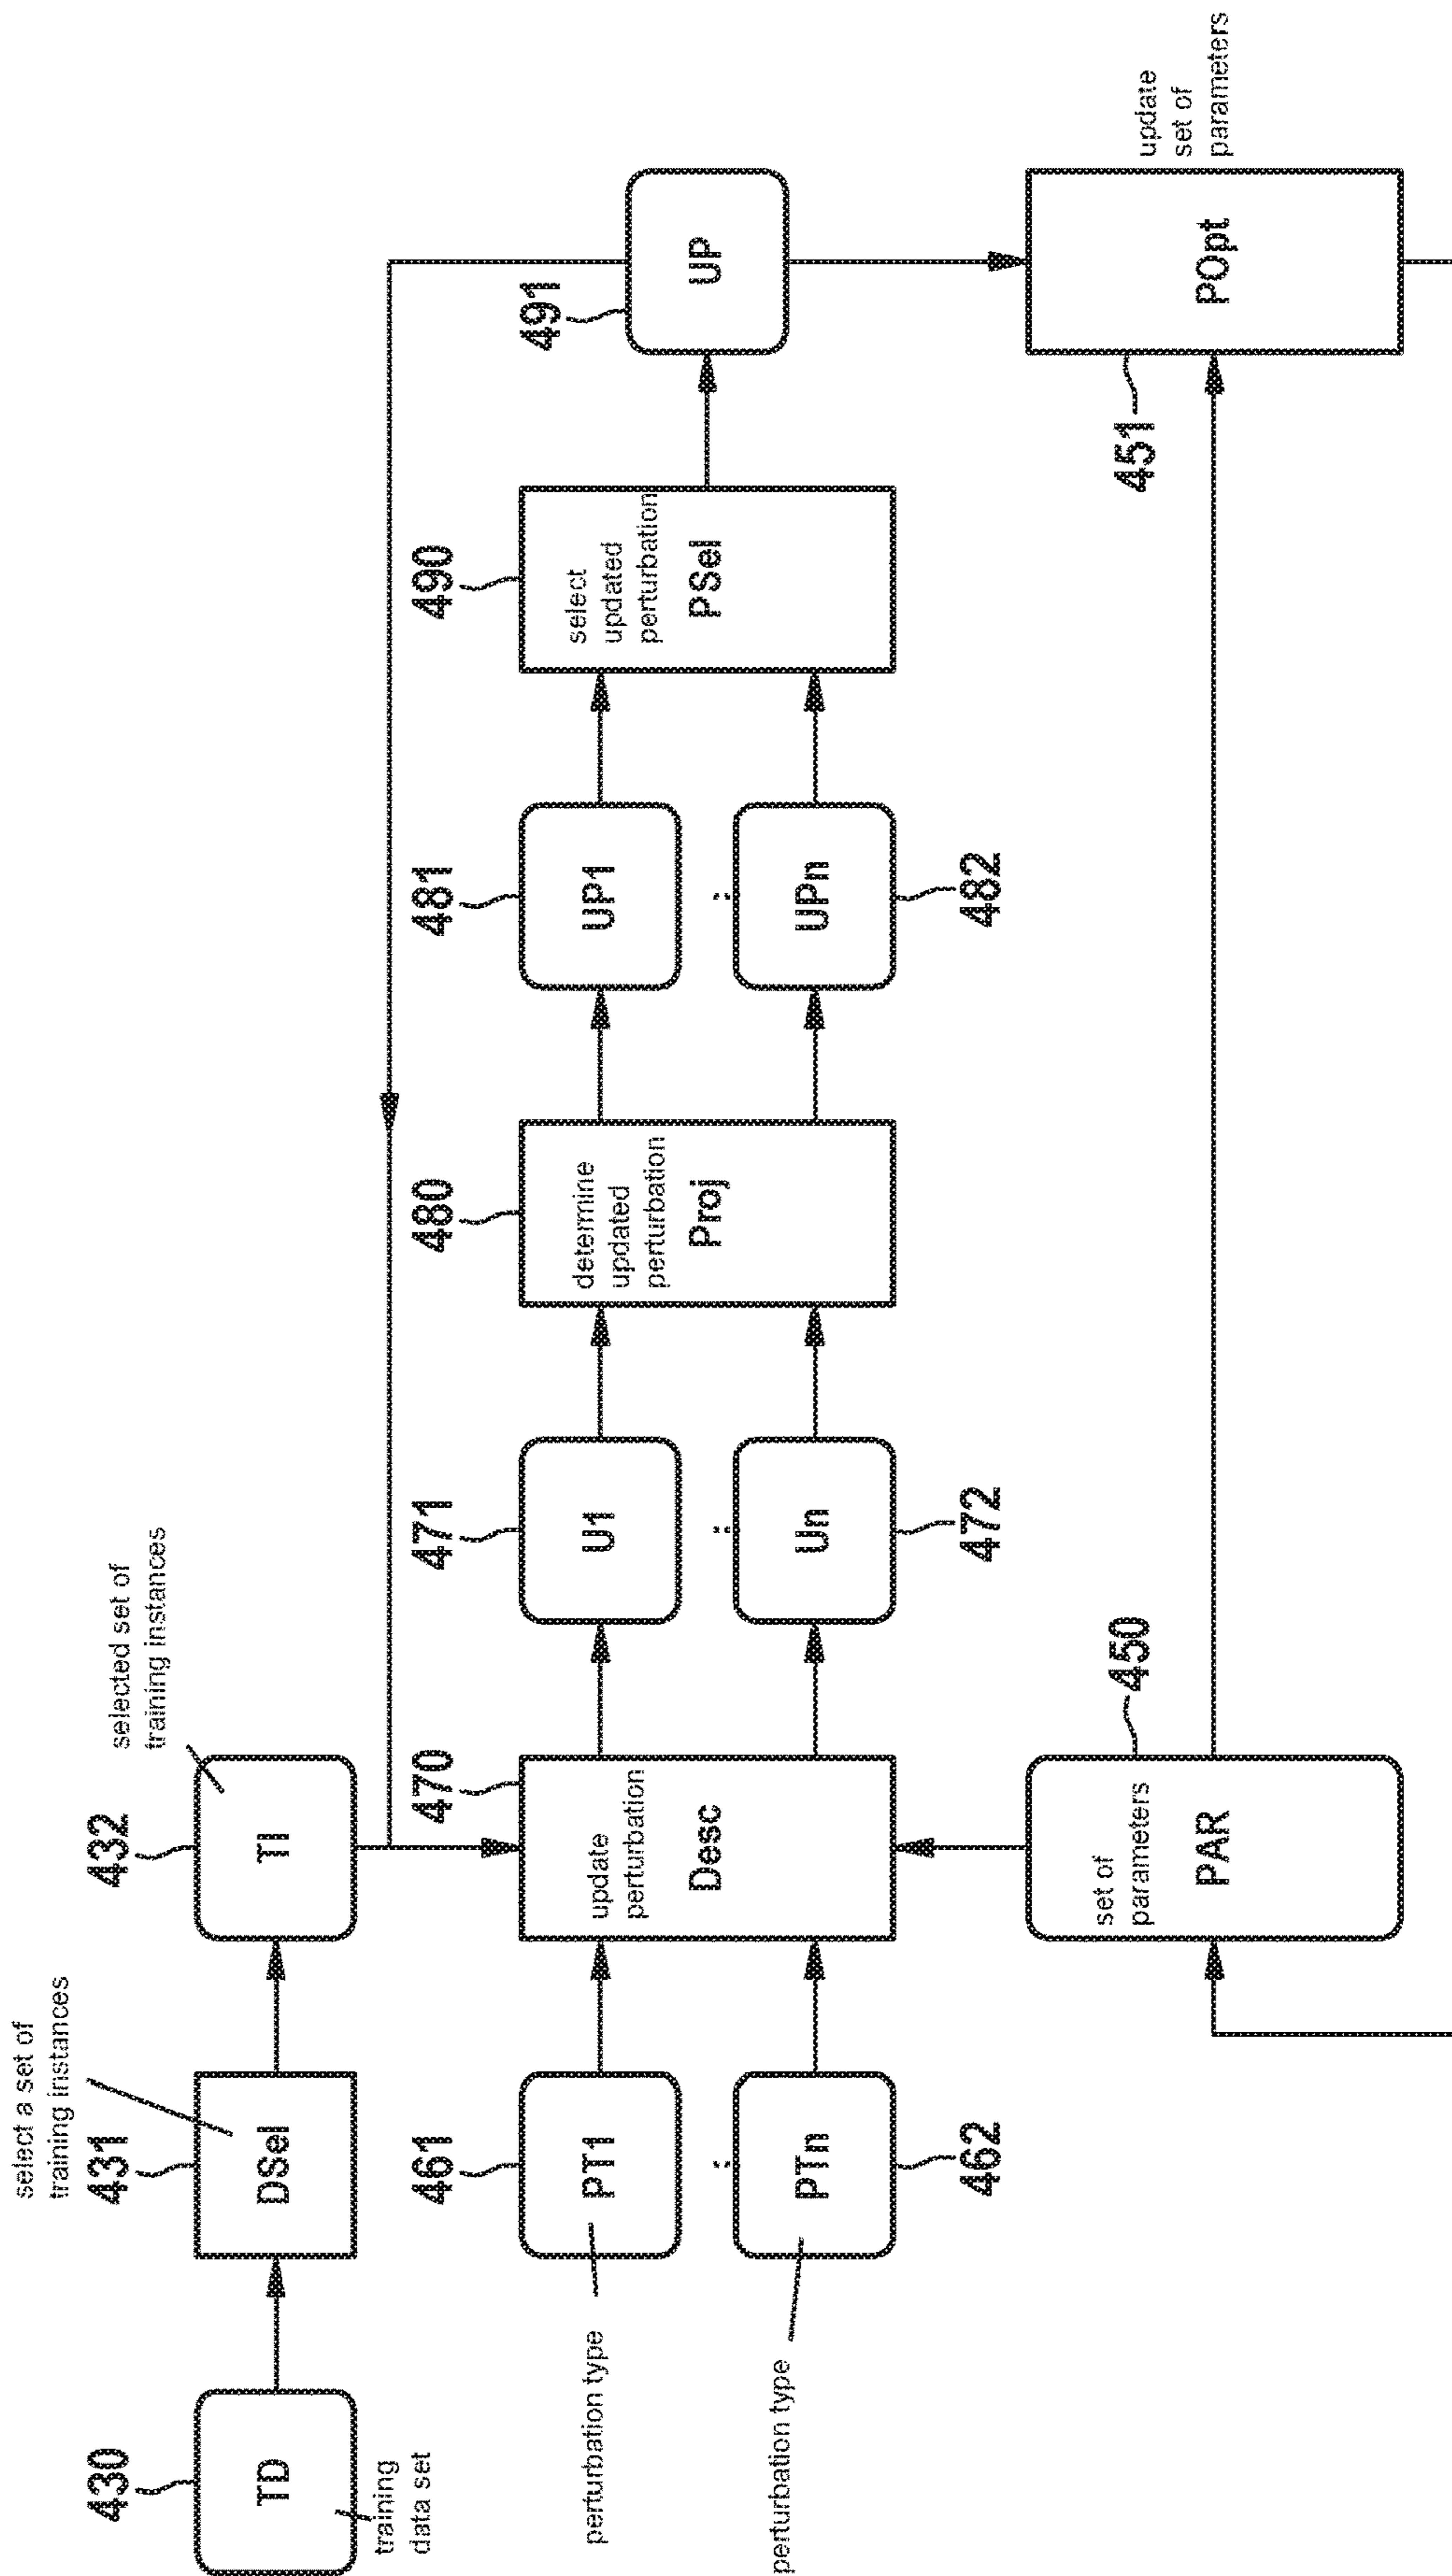 430
TD
training
data set
select a set of
training instances
431
DSel
432
TI
selected set of
training instances
461
PT1
perturbation type
PTn
462
perturbation type
470
update
perturbation
Desc
471
U1
Un
472
480
determine
updated
perturbation
Proj
481
UP1
UPn
482
490
select
updated
perturbation
PSel
491
UP
450
set of
parameters
PAR
451
POpt
update
set of
parameters